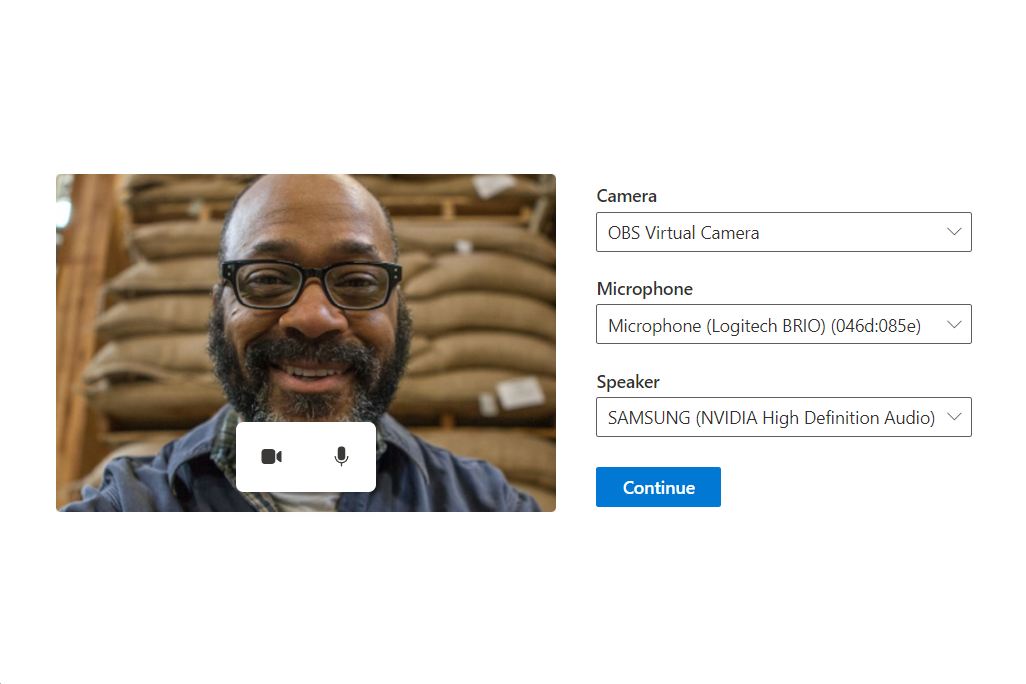 Camera
OBS Virtual Camera
Microphone
Microphone (Logitech BRIO) (046d:085e)
Speaker
SAMSUNG (NVIDIA High Definition Audio)
Continue